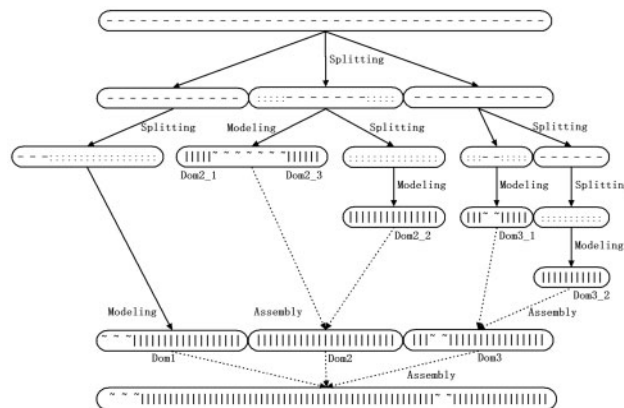 Splitting
Splitting Modeling Splitting Splitting
Dom2_1 Dom2_3 Modeling Modeling Splittin
Dom2_2 Dom3_1 Modeling
Modeling Assembly Dom3_2
Assembly
Dom1 Dom2 Dom3
Assembly